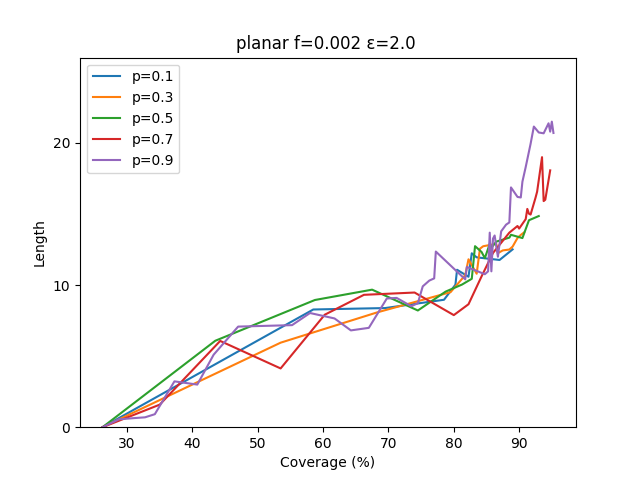 planar f=0.002 ε=2.0
p=0.1
p=0.3
p=0.5
p=0.7
p=0.9
20
10
0
Length
30 40 50 60 70 80 90
Coverage (%)